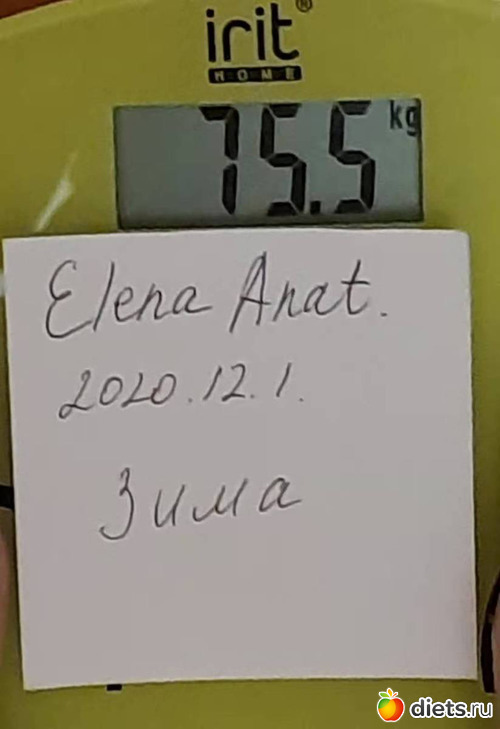 irit®
HOME
75.5 kg
Elena Anat.
2020.12.1.
Зима
diets.ru